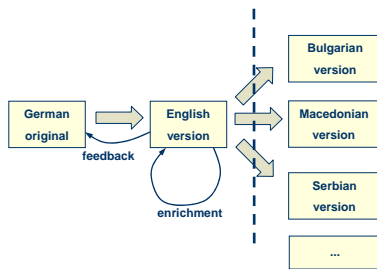 German
original
feedback
English
version
enrichment
Bulgarian
version
Macedonian
version
Serbian
version
...